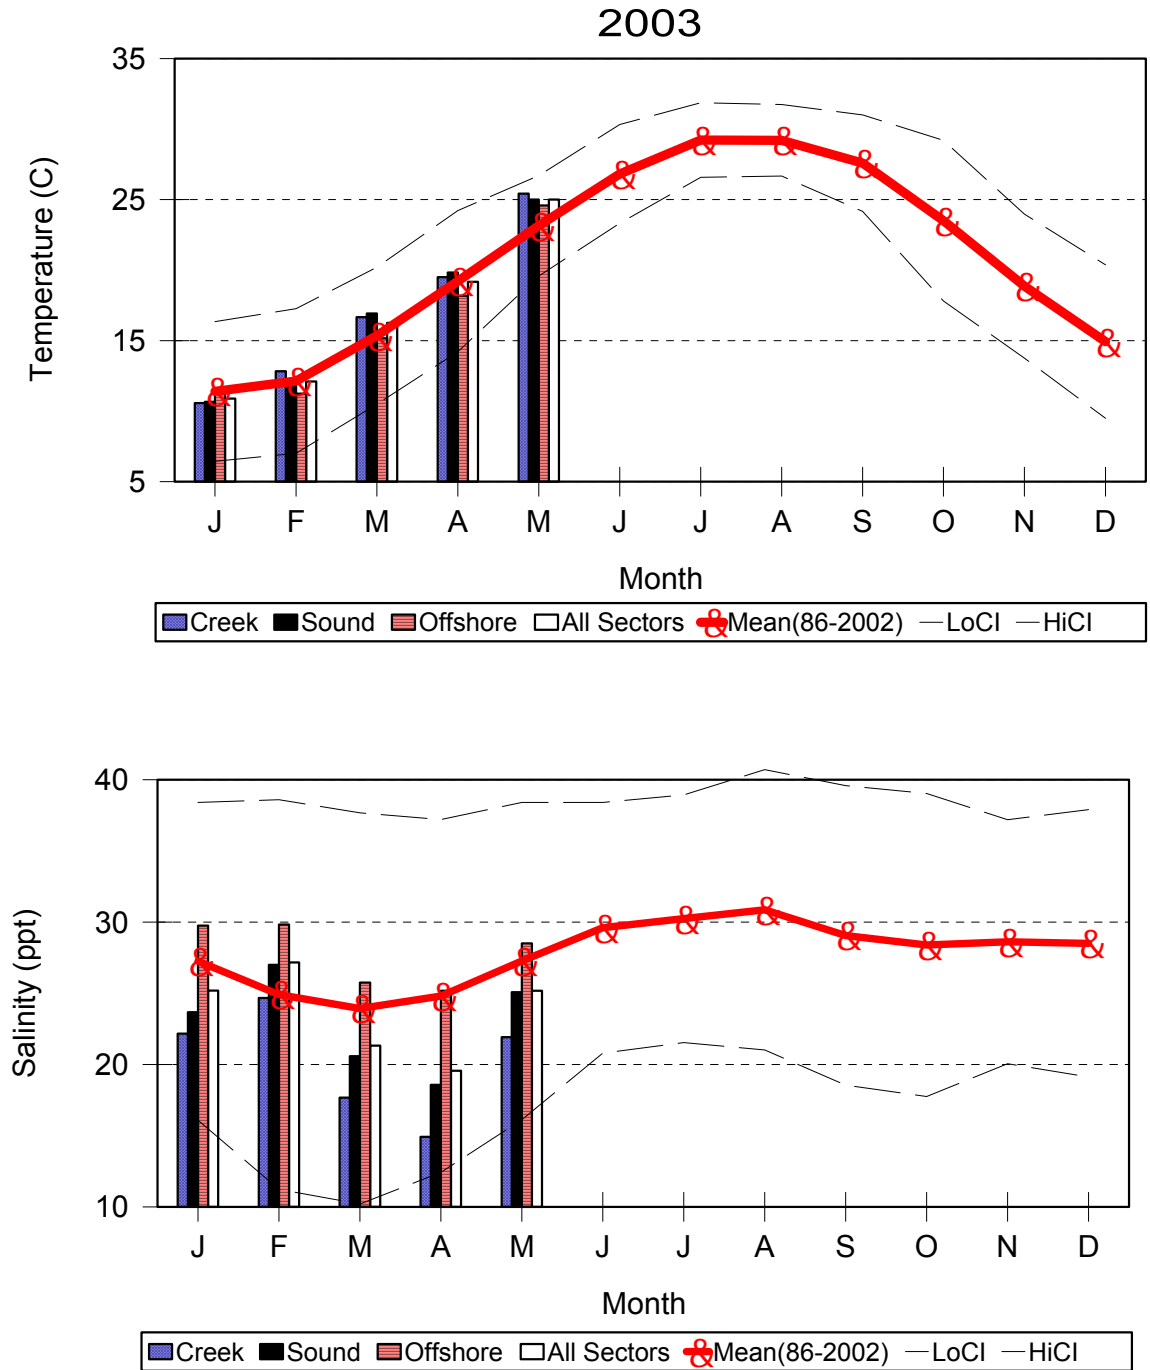 2003
35
25
15
5
Temperature (C)
& & & & & & & & & & & &
J F M A M J J A S O N D
Month
Creek Sound Offshore All Sectors & Mean(86-2002) LoCI HiCI
40
30
20
10
Salinity (ppt)
& & & & & & & & & & & &
J F M A M J J A S O N D
Month
Creek Sound Offshore All Sectors & Mean(86-2002) LoCI HiCI